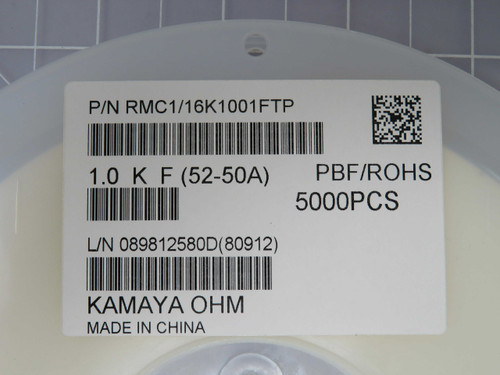 P/N RMC1/16K1001FTP
1.0 K F (52-50A)
PBF/ROHS
5000PCS
L/N 089812580D(80912)
KAMAYA OHM
MADE IN CHINA